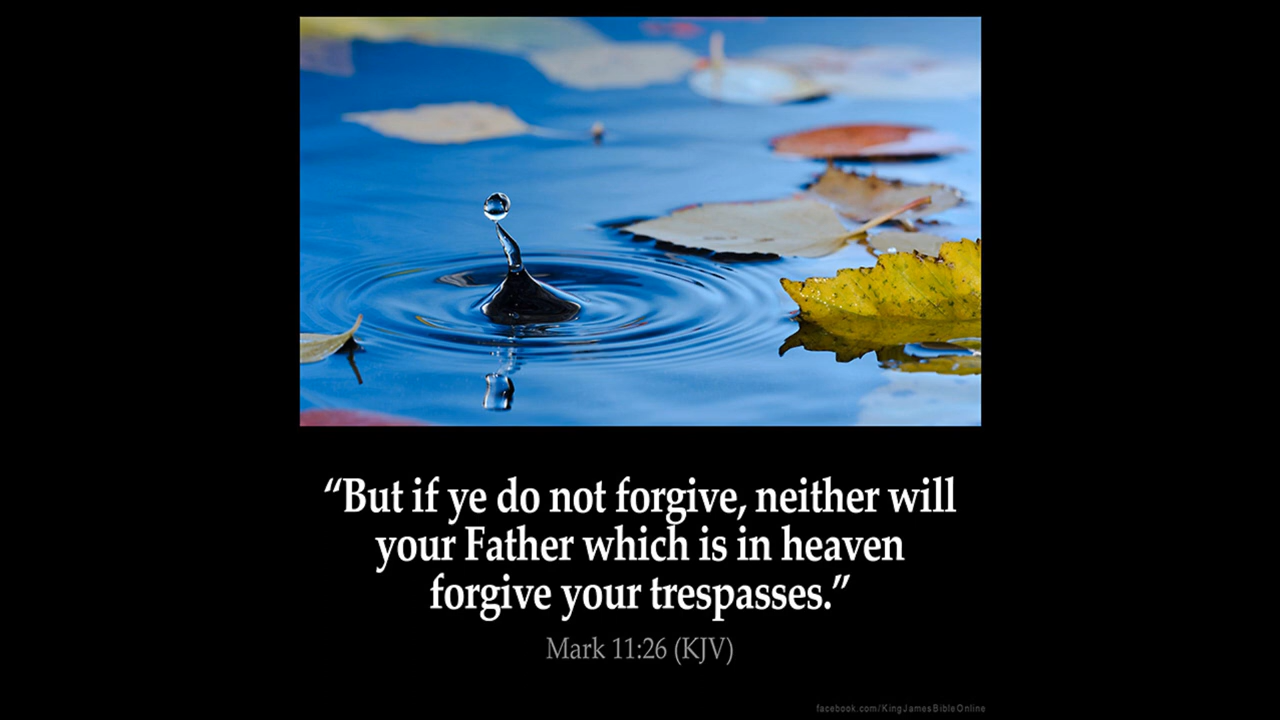 “But if ye do not forgive, neither will
your Father which is in heaven
forgive your trespasses.”
Mark 11:26 (KJV)
facebook.com/KingJamesBibleOnline